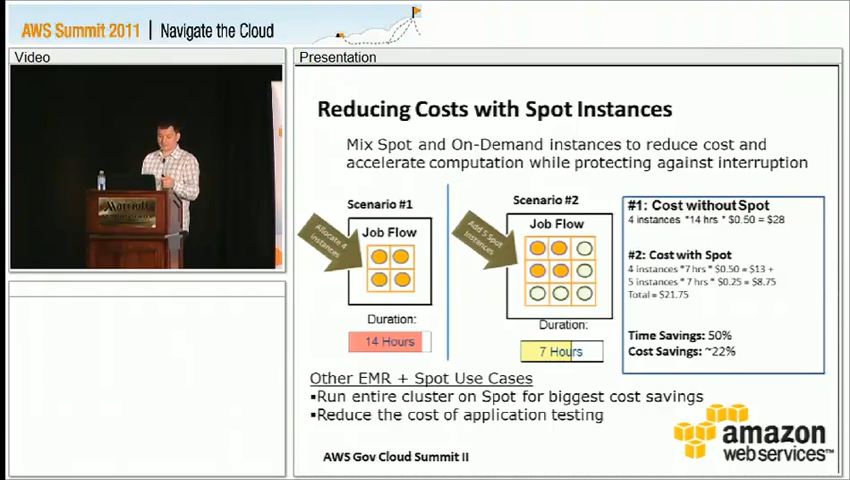 AWS Summit 2011 | Navigate the Cloud
Video
Presentation
Marriott
Reducing Costs with Spot Instances
Mix Spot and On-Demand instances to reduce cost and
accelerate computation while protecting against interruption
Scenario #1
Allocate 4
instances
Job Flow
Duration:
14 Hours
Scenario #2
Add 5 Spot
Instances
Job Flow
Duration:
7 Hours
#1: Cost without Spot
4 instances *14 hrs * $0.50 = $28
#2: Cost with Spot
4 instances *7 hrs * $0.50 = $13 +
5 instances * 7 hrs * $0.25 = $8.75
Total = $21.75
Time Savings: 50%
Cost Savings: ~22%
Other EMR + Spot Use Cases
▪Run entire cluster on Spot for biggest cost savings
▪Reduce the cost of application testing
AWS Gov Cloud Summit II
amazon
web services™